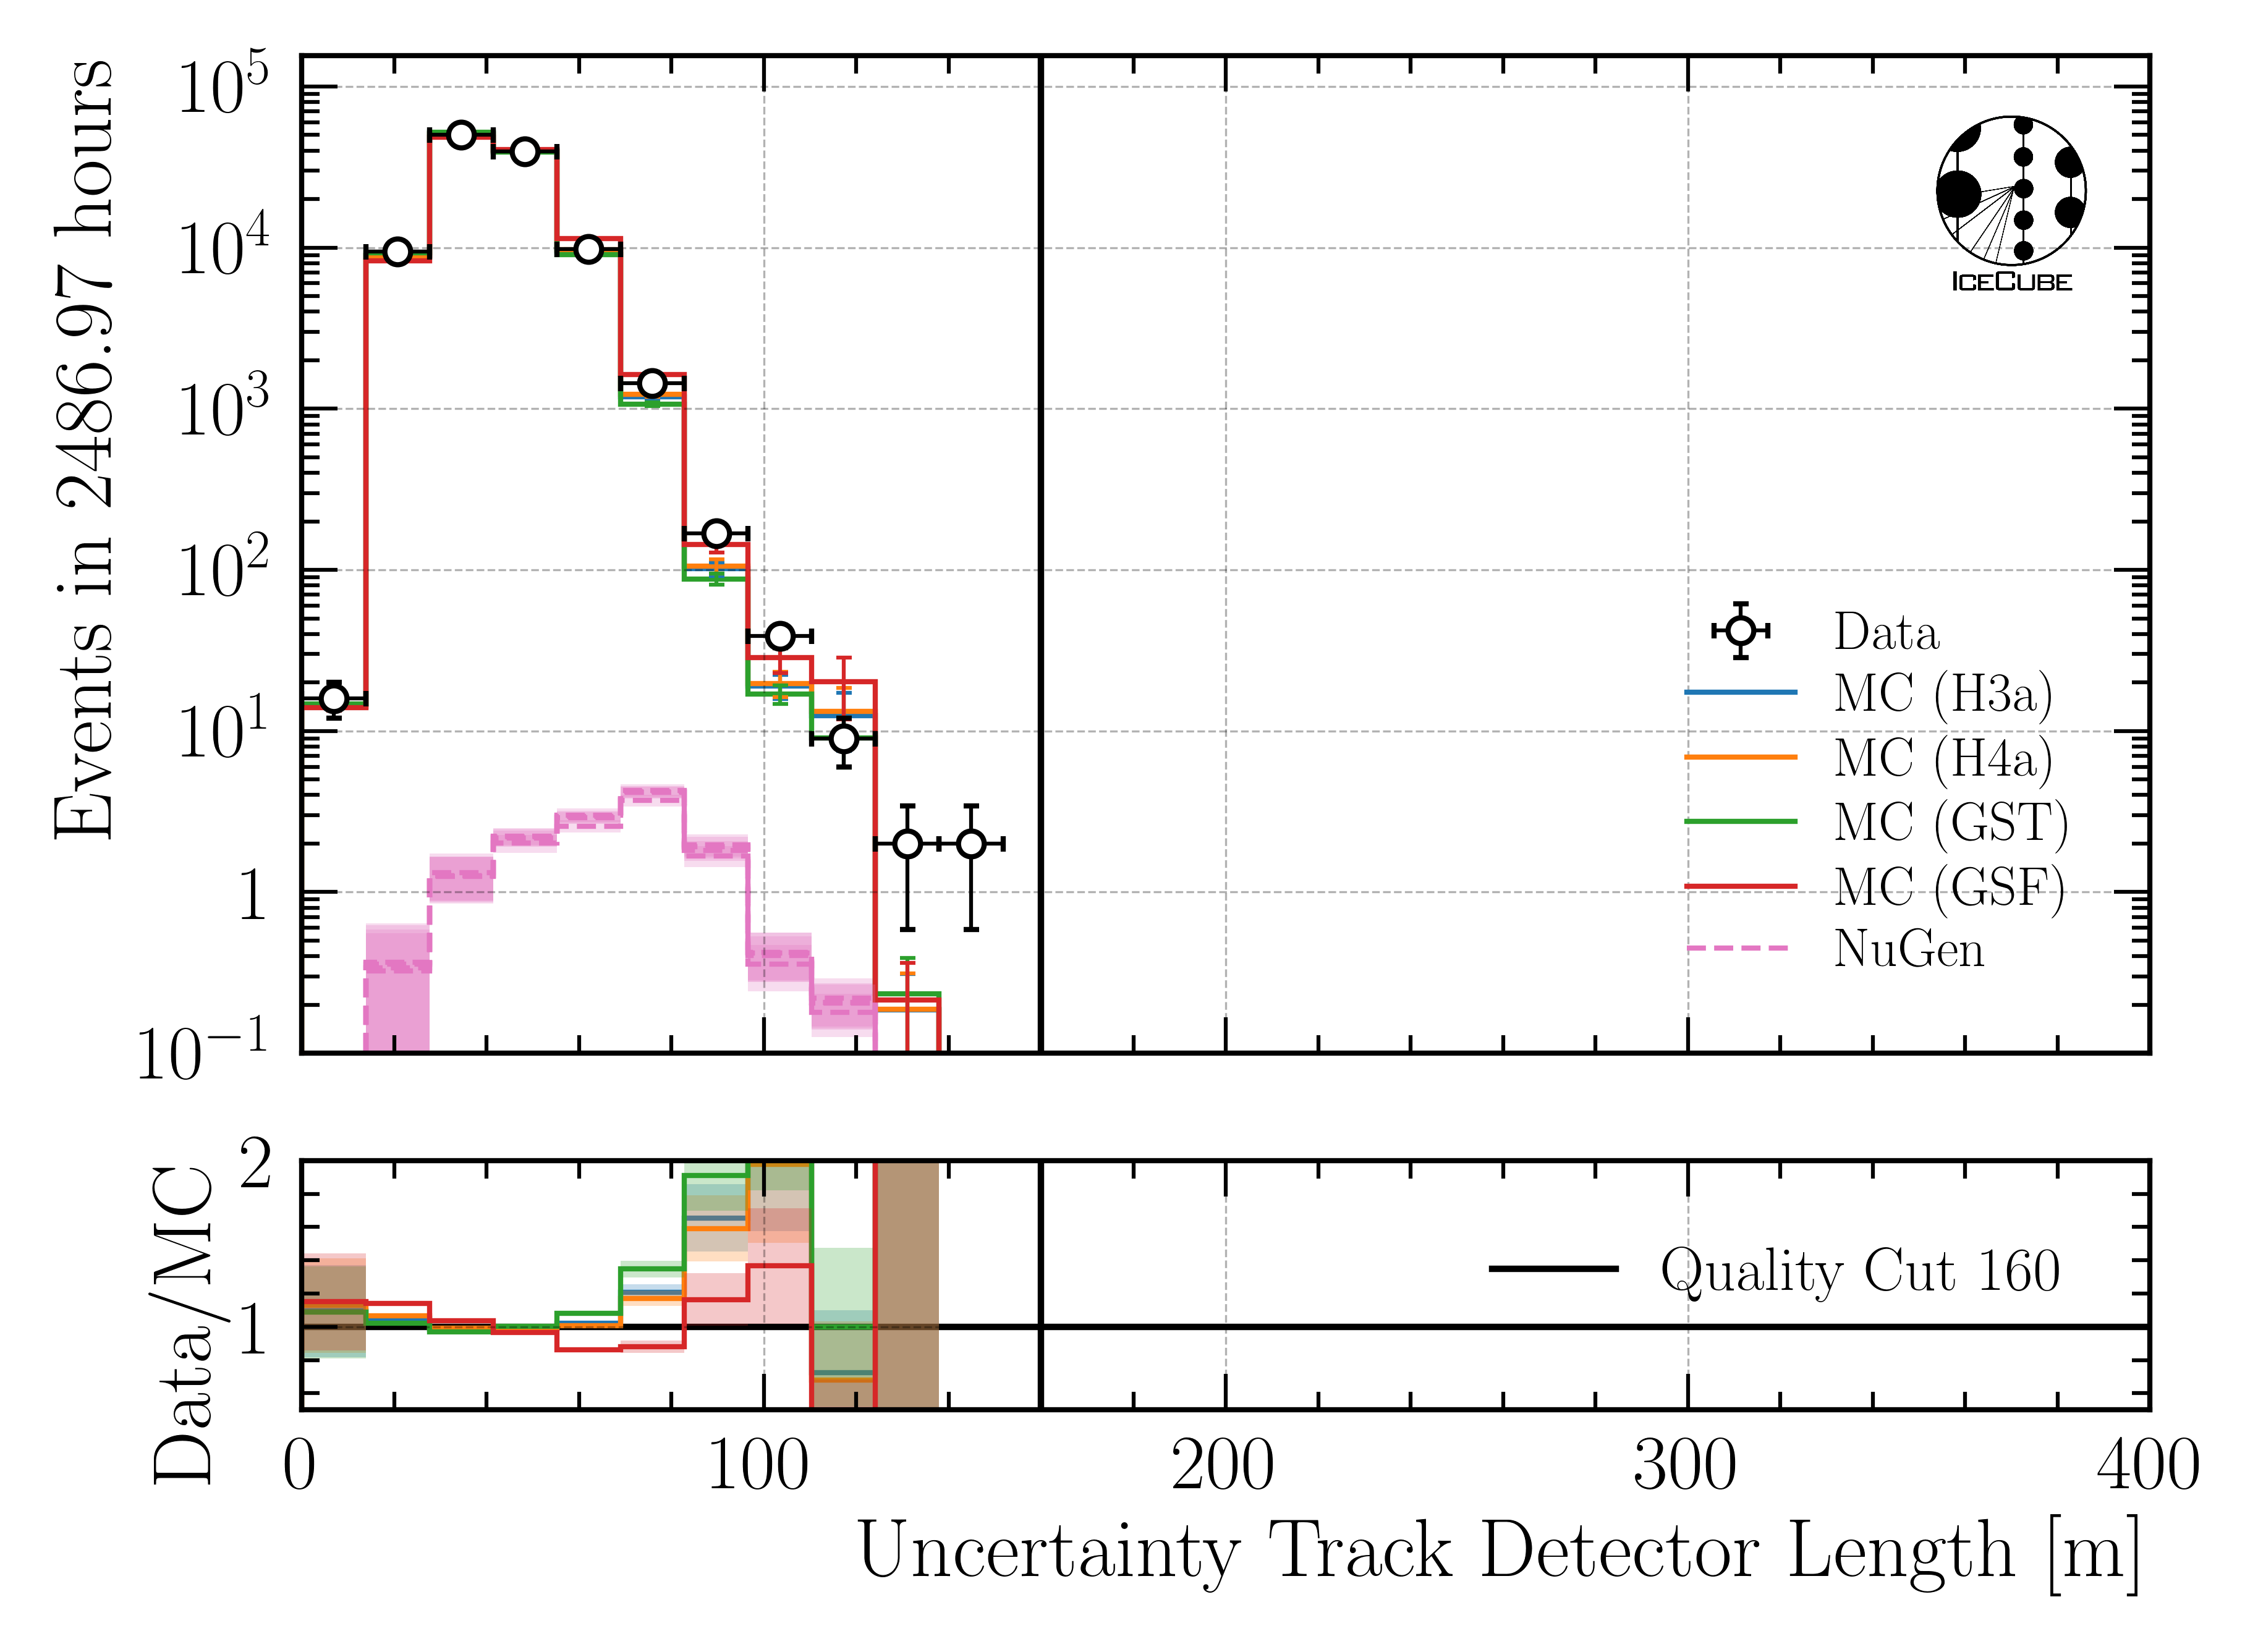 Events in 2486.97 hours
10^5
10^4
10^3
10^2
10^1
1
10^−1
ICECUBE
Data
MC (H3a)
MC (H4a)
MC (GST)
MC (GSF)
NuGen
Data/MC
2
1
Quality Cut 160
0 100 200 300 400
Uncertainty Track Detector Length [m]